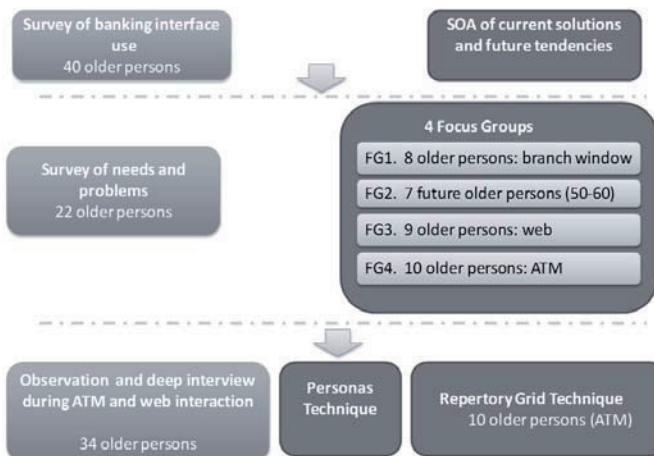 Survey of banking interface
use
40 older persons
SOA of current solutions
and future tendencies
4 Focus Groups
FG1. 8 older persons: branch window
FG2. 7 future older persons (50-60)
FG3. 9 older persons: web
FG4. 10 older persons: ATM
Survey of needs and
problems
22 older persons
Observation and deep interview
during ATM and web interaction
34 older persons
Personas
Technique
Repertory Grid Technique
10 older persons (ATM)